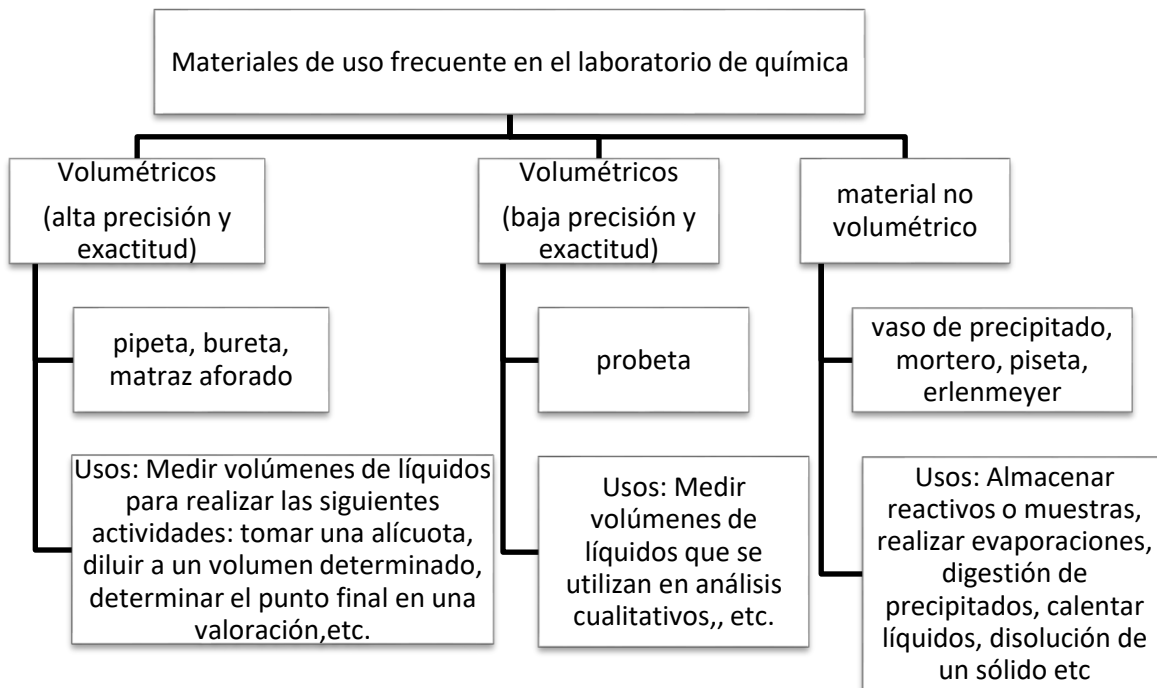 Materiales de uso frecuente en el laboratorio de química
Volumétricos
(alta precisión y
exactitud)
pipeta, bureta,
matraz aforado
Usos: Medir volúmenes de líquidos
para realizar las siguientes
actividades: tomar una alícuota,
diluir a un volumen determinado,
determinar el punto final en una
valoración,etc.
Volumétricos
(baja precisión y
exactitud)
probeta
Usos: Medir
volúmenes de
líquidos que se
utilizan en análisis
cualitativos,, etc.
material no
volumétrico
vaso de precipitado,
mortero, piseta,
erlenmeyer
Usos: Almacenar
reactivos o muestras,
realizar evaporaciones,
digestión de
precipitados, calentar
líquidos, disolución de
un sólido etc